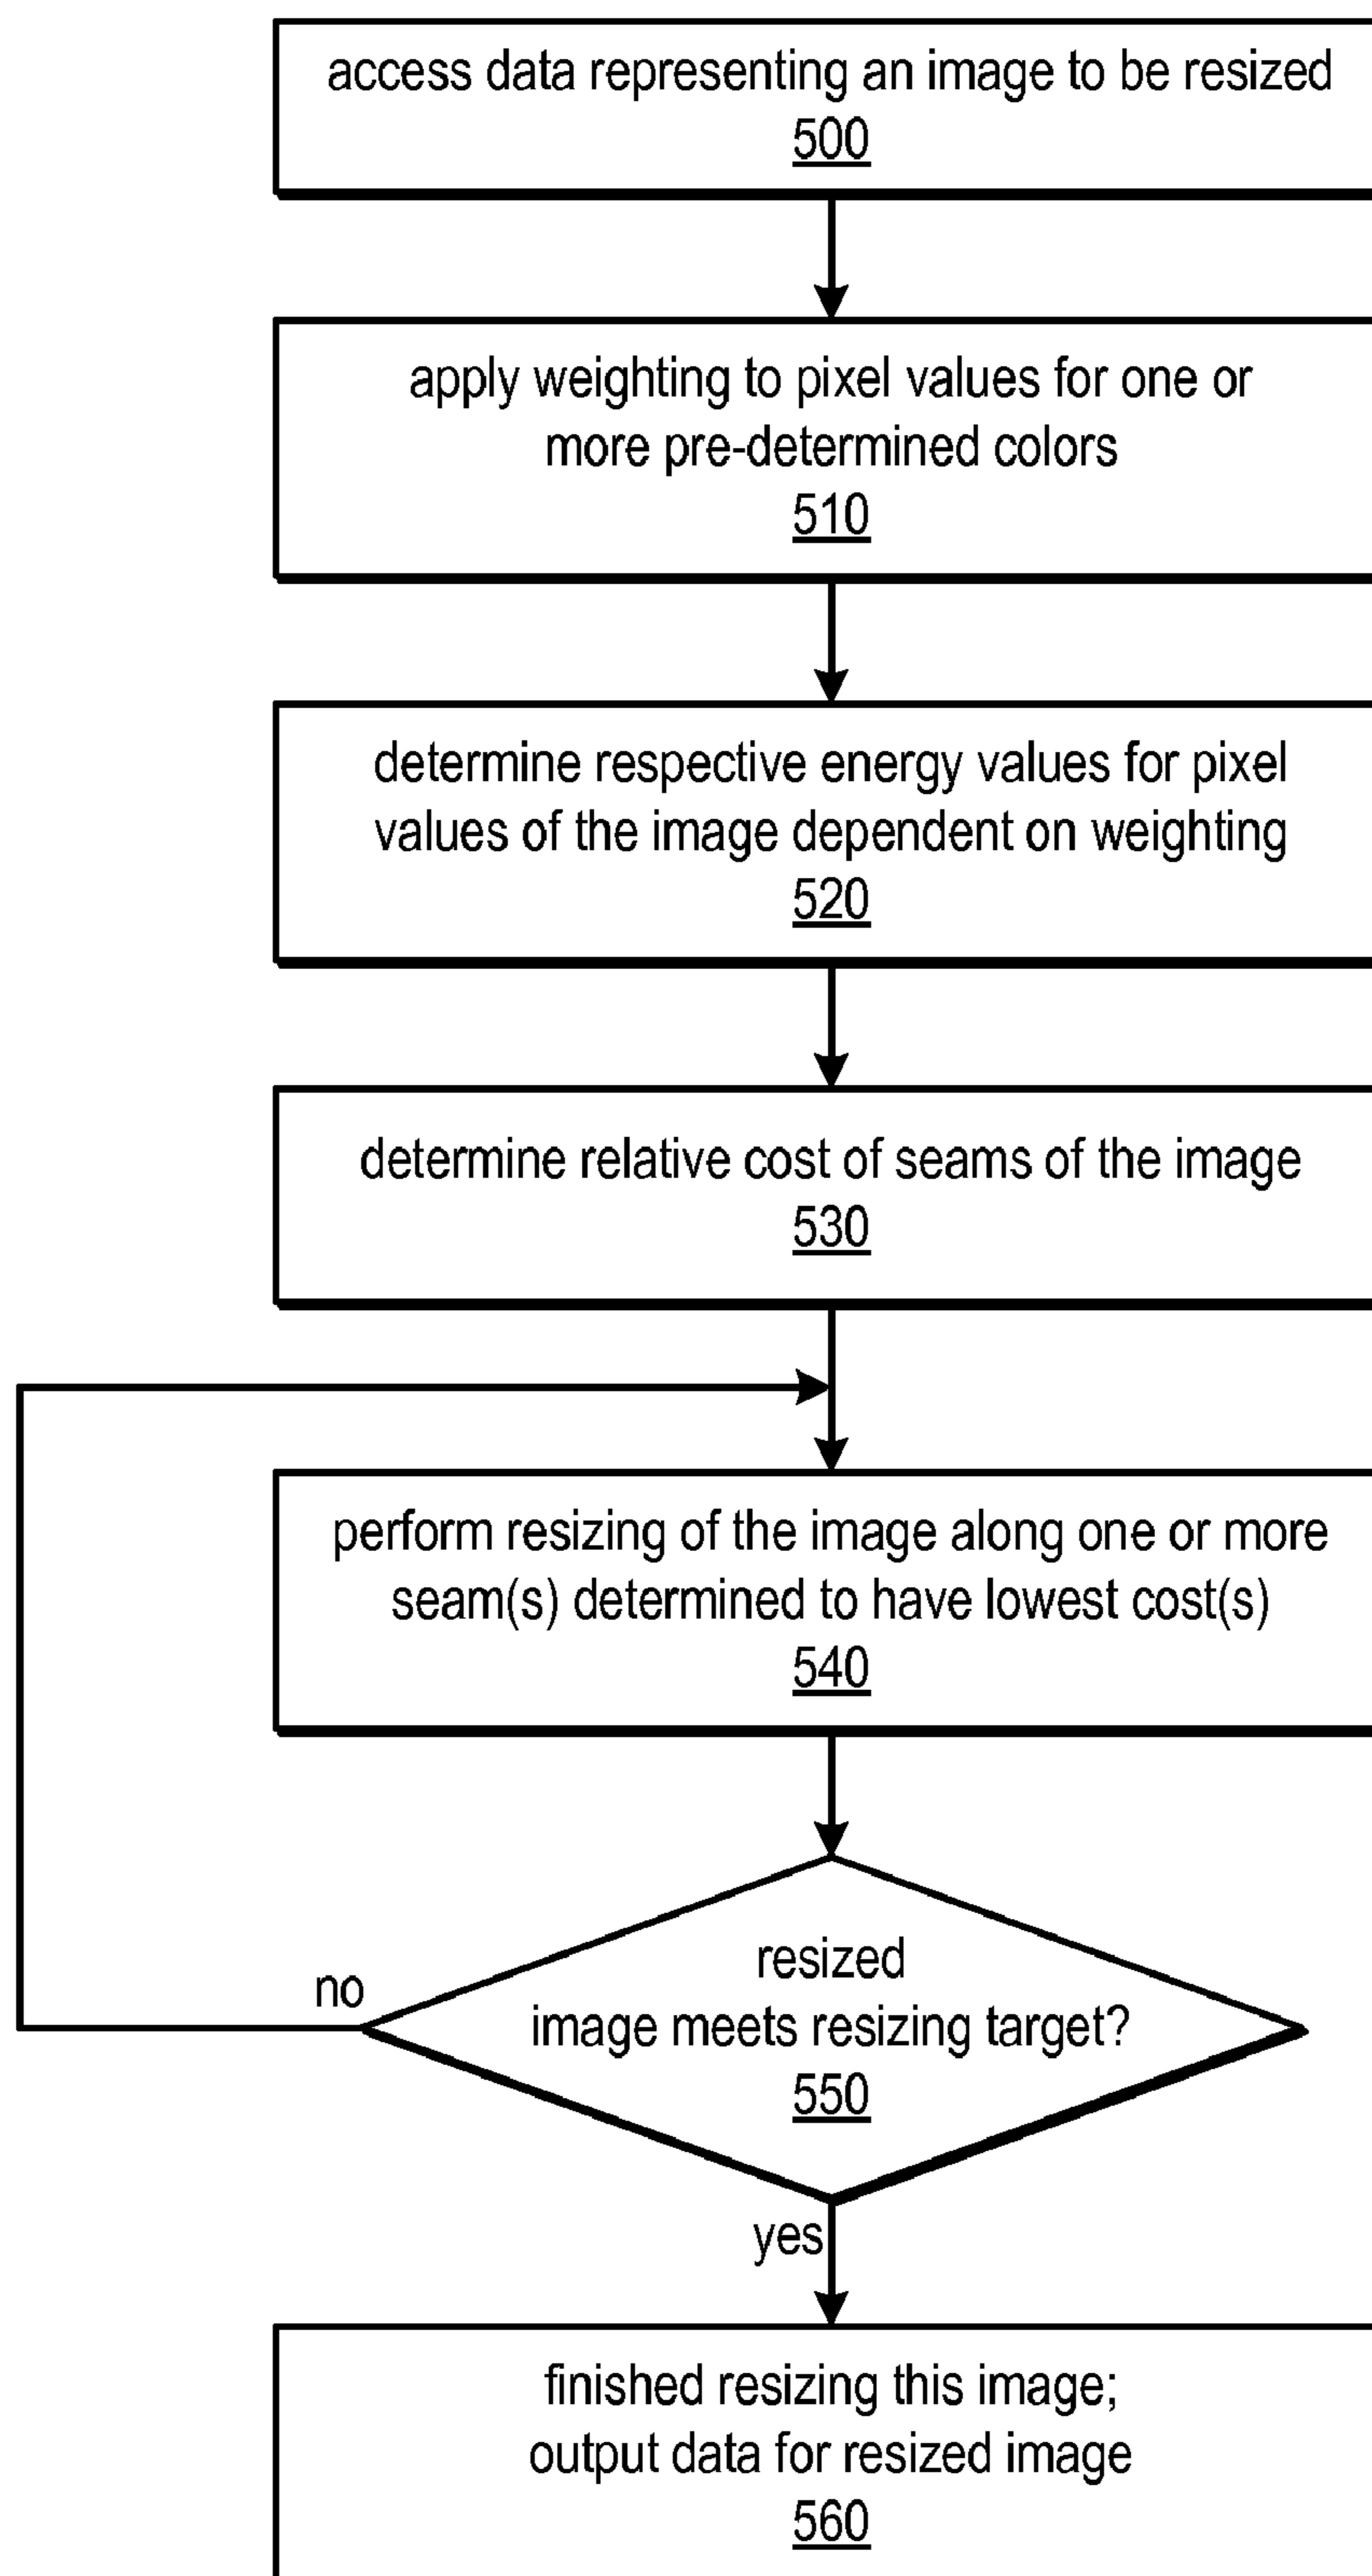 access data representing an image to be resized
500
apply weighting to pixel values for one or
more pre-determined colors
510
determine respective energy values for pixel
values of the image dependent on weighting
520
determine relative cost of seams of the image
530
perform resizing of the image along one or more
seam(s) determined to have lowest cost(s)
540
no
resized
image meets resizing target?
550
yes
finished resizing this image;
output data for resized image
560